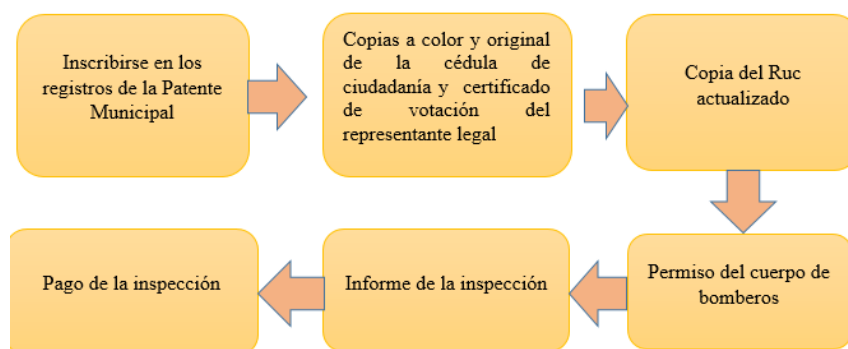 Inscribirse en los
registros de la Patente
Municipal
Copias a color y original
de la cédula de
ciudadanía y certificado
de votación del
representante legal
Copia del Ruc
actualizado
Permiso del cuerpo de
bomberos
Informe de la inspección
Pago de la inspección